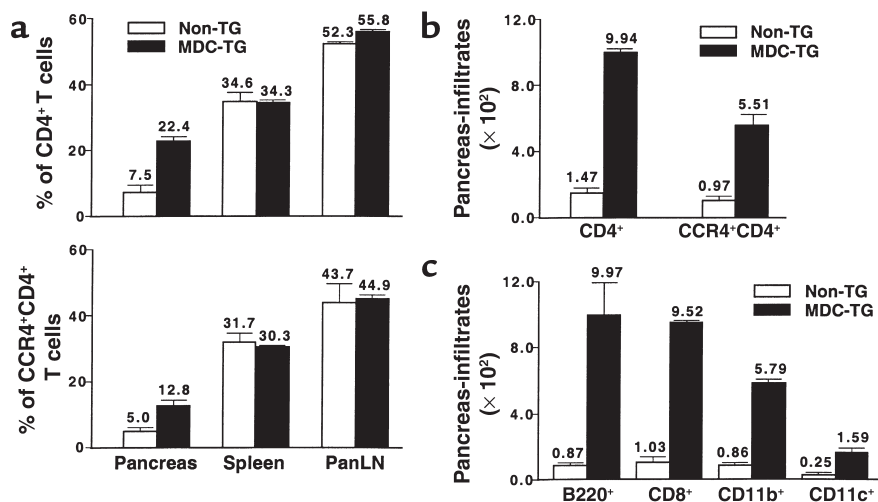 a
% of CD4⁺ T cells
60
40
20
0
Non-TG
MDC-TG
7.5
22.4
34.6
34.3
52.3
55.8
% of CCR4⁺CD4⁺
T cells
60
40
20
0
5.0
12.8
31.7
30.3
43.7
44.9
Pancreas Spleen PanLN
b
Pancreas-infiltrates
(× 10²)
12.0
8.0
4.0
0.0
Non-TG
MDC-TG
1.47
9.94
0.97
5.51
CD4⁺ CCR4⁺CD4⁺
c
Pancreas-infiltrates
(× 10²)
12.0
8.0
4.0
0.0
Non-TG
MDC-TG
0.87
9.97
1.03
9.52
0.86
5.79
0.25
1.59
B220⁺ CD8⁺ CD11b⁺ CD11c⁺